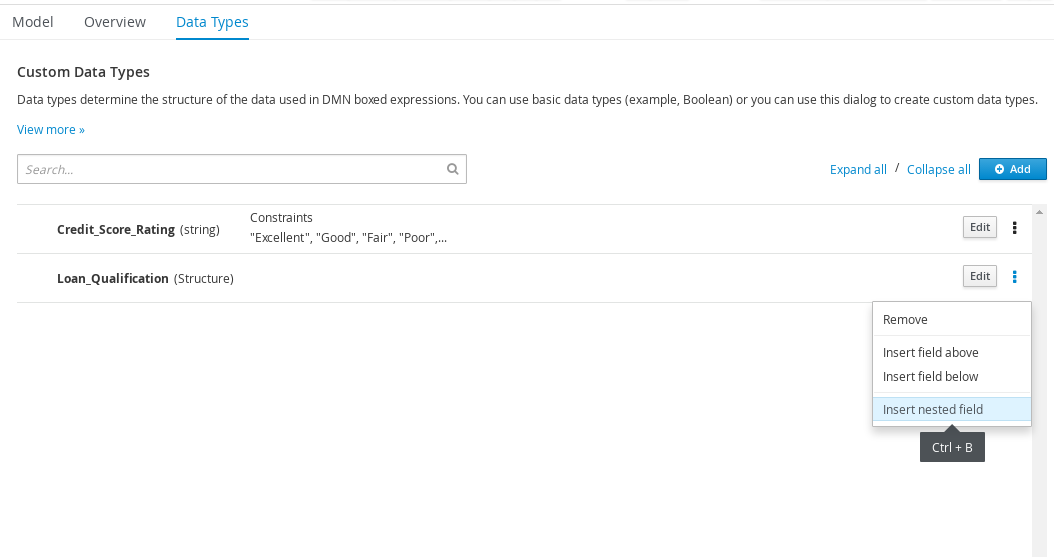 Model Overview Data Types
Custom Data Types
Data types determine the structure of the data used in DMN boxed expressions. You can use basic data types (example, Boolean) or you can use this dialog to create custom data types.
View more »
Search...
Expand all / Collapse all Add
Credit_Score_Rating (string)
Constraints
"Excellent", "Good", "Fair", "Poor",...
Edit
Loan_Qualification (Structure)
Edit
Remove
Insert field above
Insert field below
Insert nested field
Ctrl + B